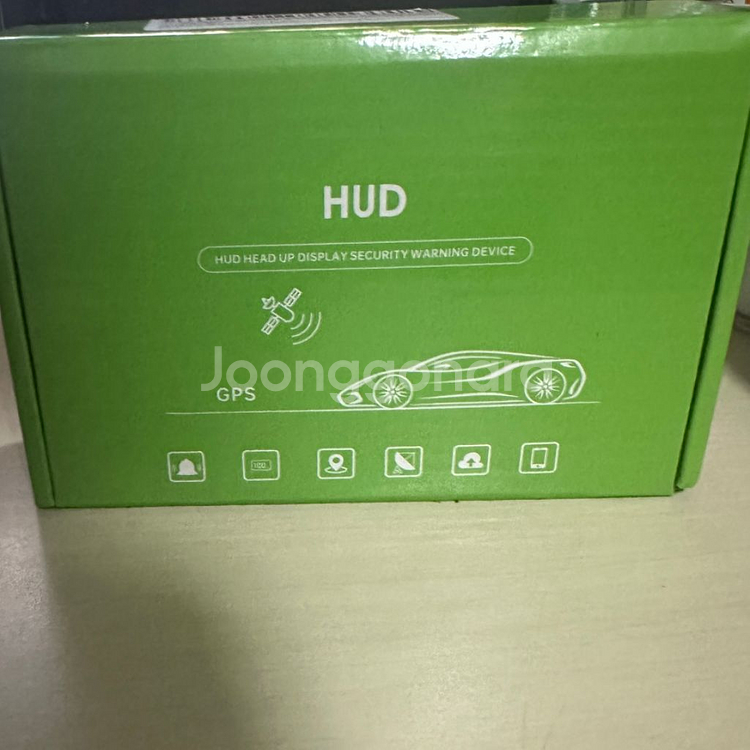 HUD
HUD HEAD UP DISPLAY SECURITY WARNING DEVICE
Joonggonara
GPS
100